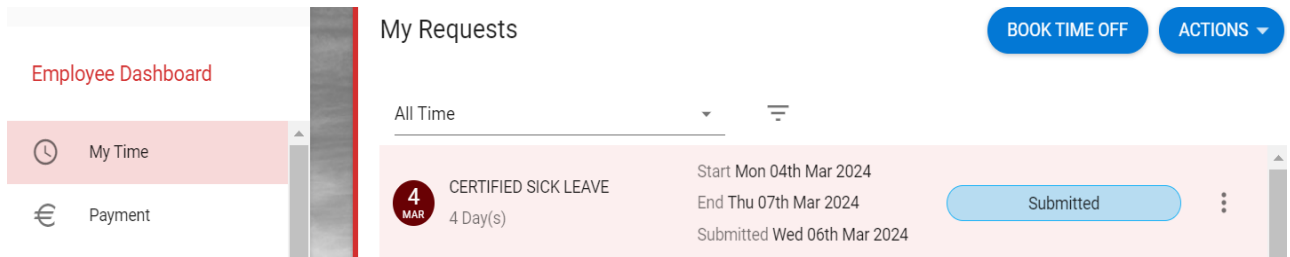 Employee Dashboard
My Time
Payment
My Requests
BOOK TIME OFF
ACTIONS
All Time
4
MAR
CERTIFIED SICK LEAVE
4 Day(s)
Start Mon 04th Mar 2024
End Thu 07th Mar 2024
Submitted Wed 06th Mar 2024
Submitted